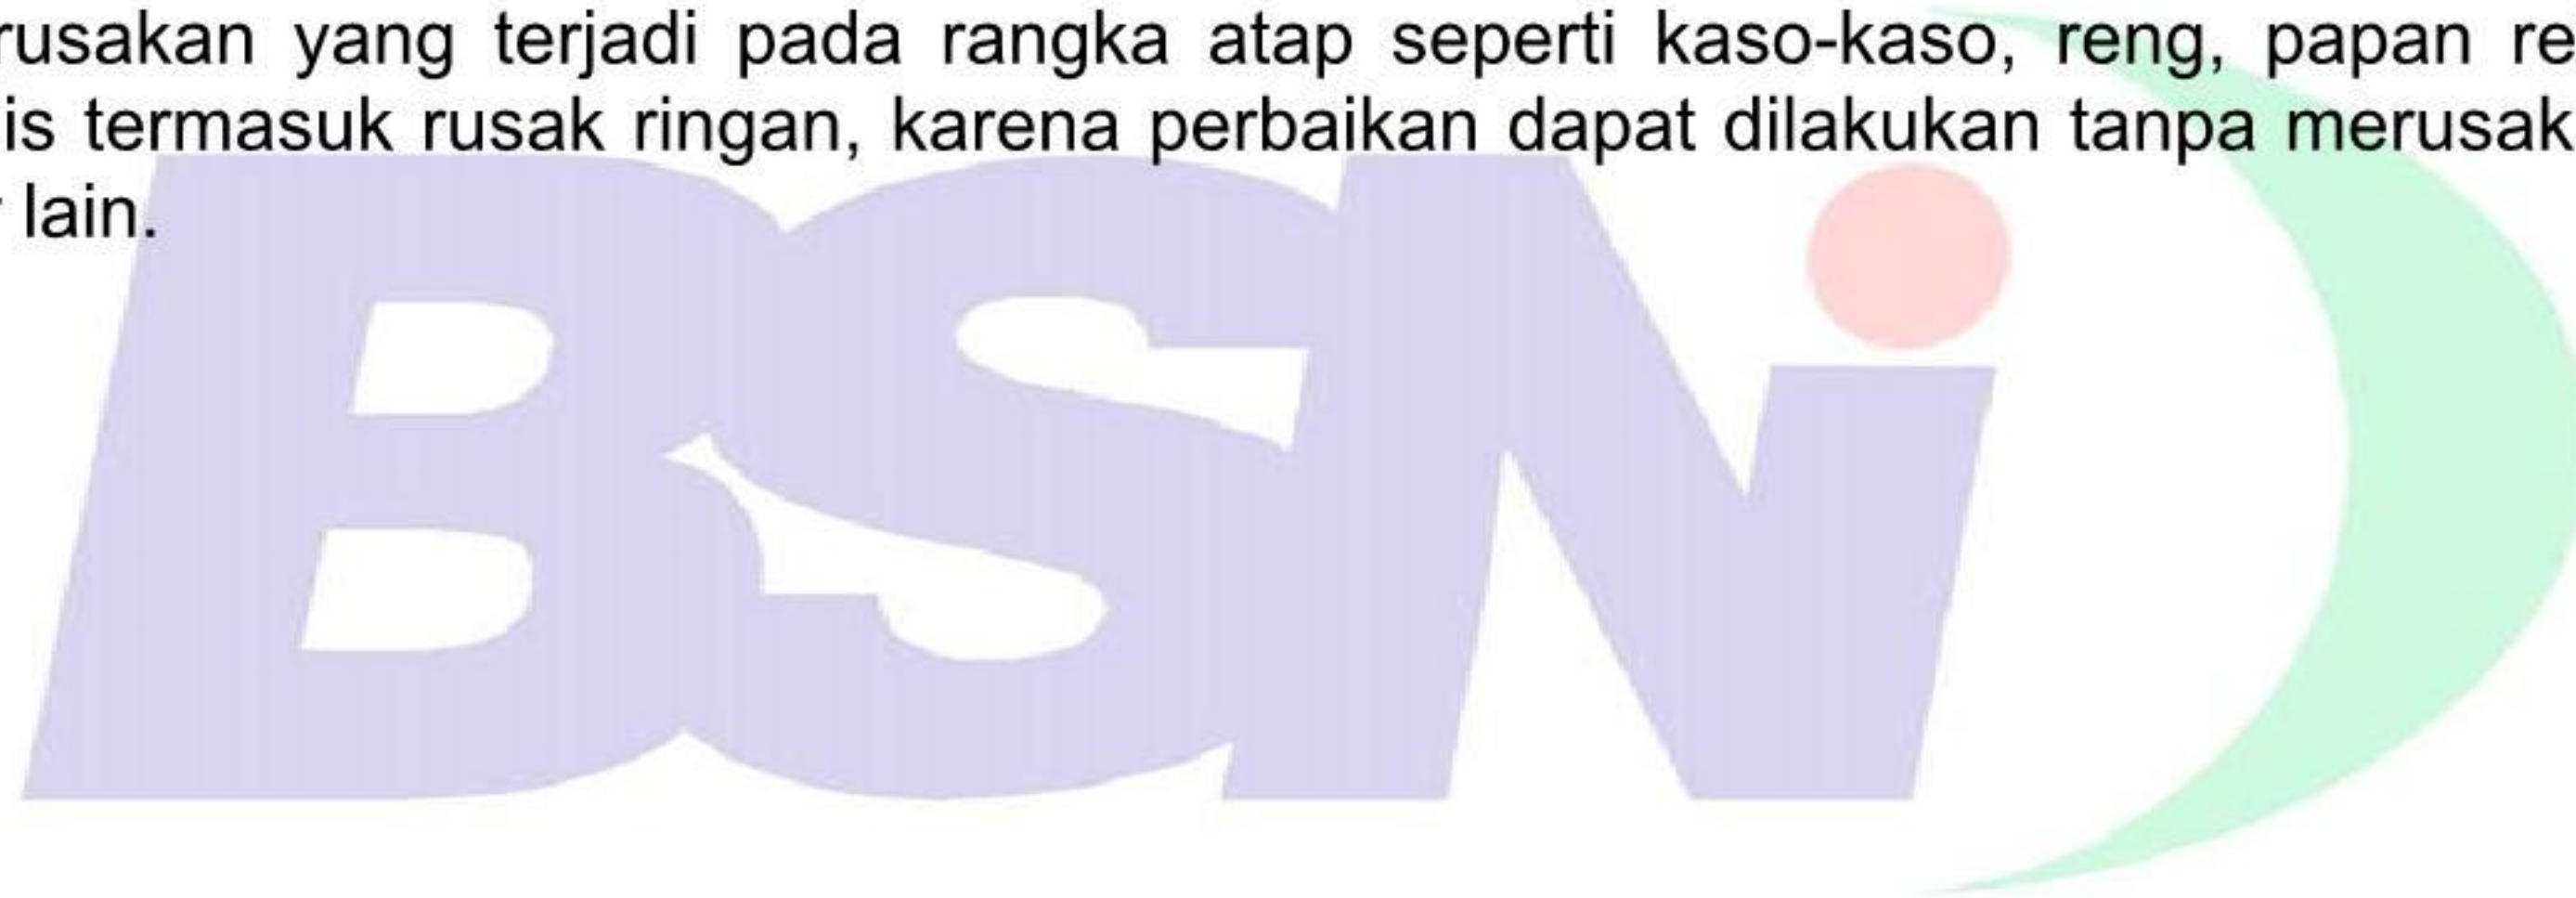 rusakan yang terjadi pada rangka atap seperti kaso-kaso, reng, papan re
is termasuk rusak ringan, karena perbaikan dapat dilakukan tanpa merusak
lain.
BSNi